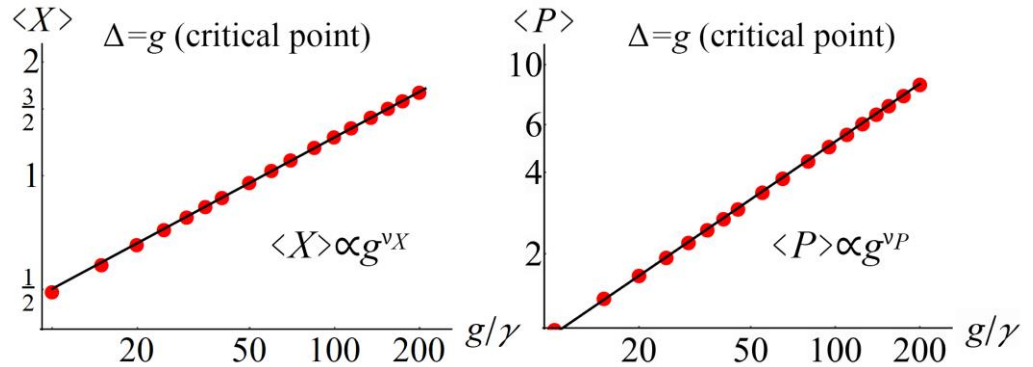 <X>
Δ=g (critical point)
2
3/2
1
1/2
<X>∝g^νX
20 50 100 200 g/γ
<P>
Δ=g (critical point)
10
6
4
2
<P>∝g^νP
20 50 100 200 g/γ